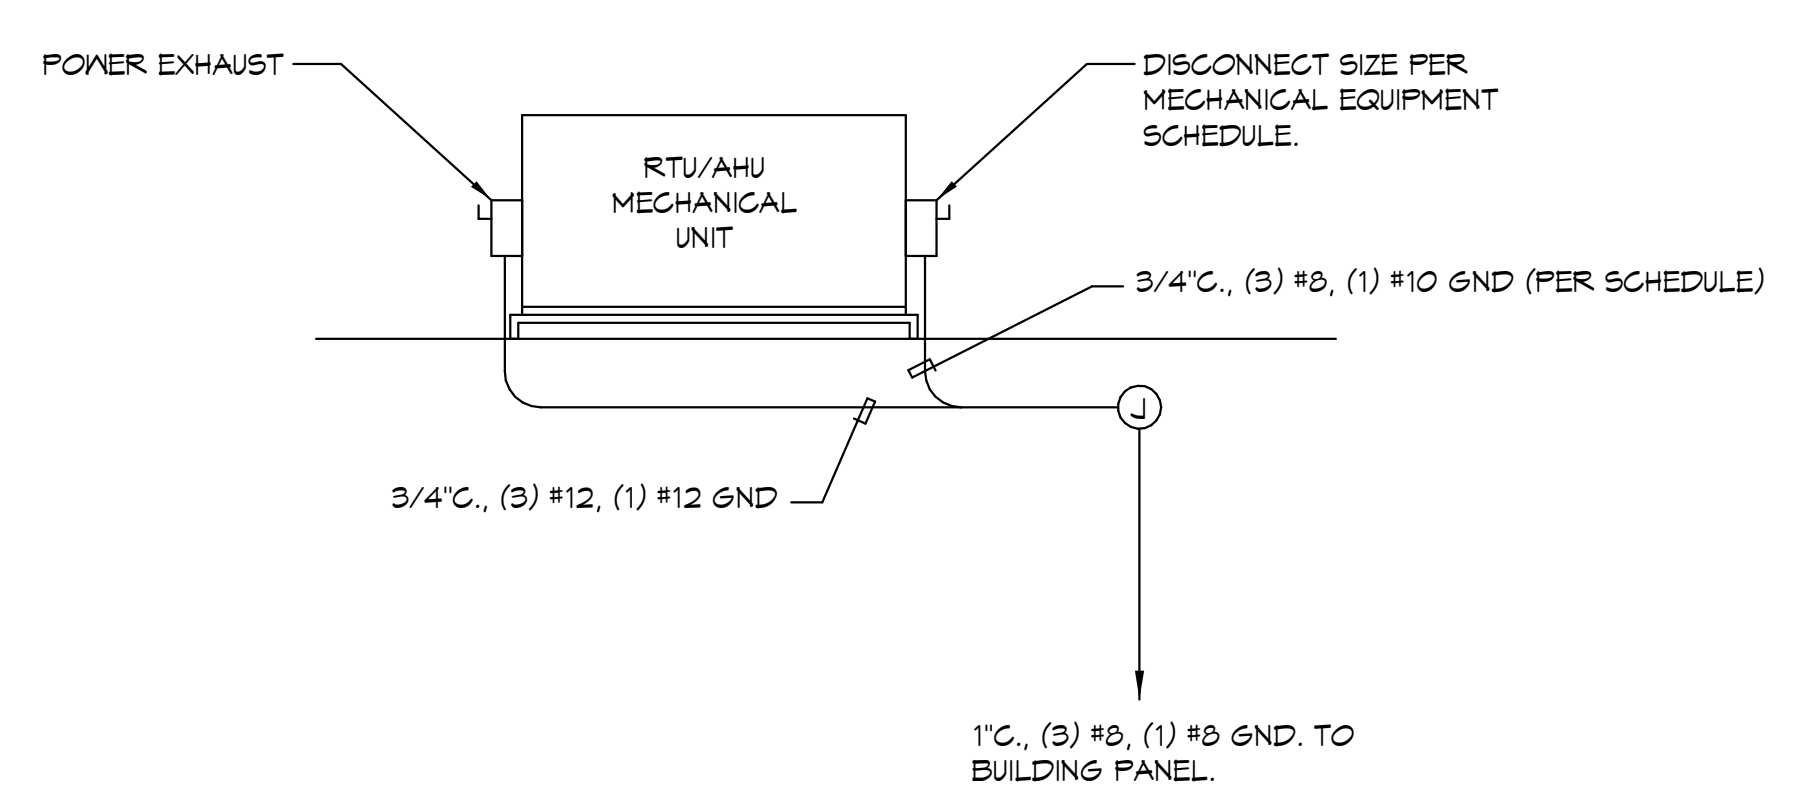 POWER EXHAUST
DISCONNECT SIZE PER
MECHANICAL EQUIPMENT
SCHEDULE.
RTU/AHU
MECHANICAL
UNIT
3/4"C., (3) #8, (1) #10 GND (PER SCHEDULE)
J
3/4"C., (3) #12, (1) #12 GND
1"C., (3) #8, (1) #8 GND. TO
BUILDING PANEL.